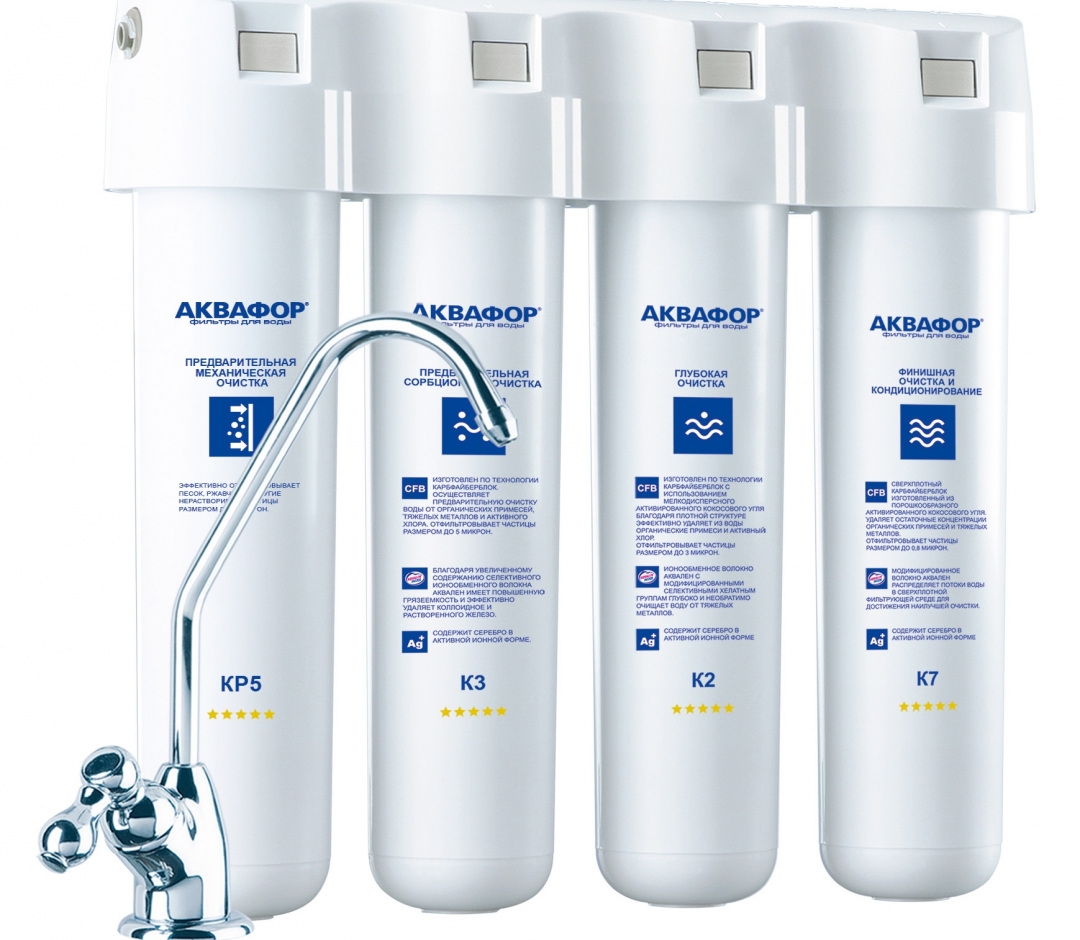 АКВАФОР®
фильтры для воды
ПРЕДВАРИТЕЛЬНАЯ
МЕХАНИЧЕСКАЯ
ОЧИСТКА
ЭФФЕКТИВНО
ПЕСОК,
РАЗМЕРОМ
КР5
АКВАФОР®
фильтры для воды
СОРБЦИОН ОЧИСТКА
CFB
ИЗГОТОВЛЕН ПО ТЕХНОЛОГИИ
КАРБФАЙБЕРБЛОК.
ОСУЩЕСТВЛЯЕТ
ПРЕДВАРИТЕЛЬНУЮ ОЧИСТКУ
ВОДЫ ОТ ОРГАНИЧЕСКИХ ПРИМЕСЕЙ,
ТЯЖЕЛЫХ МЕТАЛЛОВ И АКТИВНОГО
ХЛОРА. ОТФИЛЬТРОВЫВАЕТ ЧАСТИЦЫ
РАЗМЕРОМ ДО 5 МИКРОН.
БЛАГОДАРЯ УВЕЛИЧЕННОМУ
СОДЕРЖАНИЮ СЕЛЕКТИВНОГО
ИОНООБМЕННОГО ВОЛОКНА
АКВАЛЕН ИМЕЕТ ПОВЫШЕННУЮ
ГРЯЗЕЕМКОСТЬ И ЭФФЕКТИВНО
УДАЛЯЕТ КОЛЛОИДНОЕ И
РАСТВОРЕННОГО ЖЕЛЕЗО.
Ag+
СОДЕРЖИТ СЕРЕБРО В
АКТИВНОЙ ИОННОЙ ФОРМЕ.
К3
АКВАФОР®
фильтры для воды
ГЛУБОКАЯ
ОЧИСТКА
CFB
ИЗГОТОВЛЕН ПО ТЕХНОЛОГИИ
КАРБФАЙБЕРБЛОК С
ИСПОЛЬЗОВАНИЕМ
МЕЛКОДИСПЕРСНОГО
АКТИВИРОВАННОГО КОКОСОВОГО УГЛЯ
БЛАГОДАРЯ ПЛОТНОЙ СТРУКТУРЕ
ЭФФЕКТИВНО УДАЛЯЕТ ИЗ ВОДЫ
ОРГАНИЧЕСКИЕ ПРИМЕСИ И АКТИВНЫЙ
ХЛОР.
ОТФИЛЬТРОВЫВАЕТ ЧАСТИЦЫ
РАЗМЕРОМ ДО 3 МИКРОН.
ИОНООБМЕННОЕ ВОЛОКНО
АКВАЛЕН С
МОДИФИЦИРОВАННЫМИ
СЕЛЕКТИВНЫМИ ХЕЛАТНЫМ
ГРУППАМ ГЛУБОКО И НЕОБРАТИМО
ОЧИЩАЕТ ВОДУ ОТ ТЯЖЕЛЫХ
МЕТАЛЛОВ.
Ag+
СОДЕРЖИТ СЕРЕБРО В
АКТИВНОЙ ИОННОЙ ФОРМЕ
К2
АКВАФОР®
фильтры для воды
ФИНИШНАЯ
ОЧИСТКА И
КОНДИЦИОНИРОВАНИЕ
CFB
СВЕРХПЛОТНЫЙ
КАРБФАЙБЕРБЛОК
ИЗГОТОВЛЕННЫЙ ИЗ
ПОРОШКООБРАЗНОГО
АКТИВИРОВАННОГО КОКОСОВОГО УГЛЯ.
УДАЛЯЕТ ОСТАТОЧНЫЕ КОНЦЕНТРАЦИИ
ОРГАНИЧЕСКИХ ПРИМЕСЕЙ И ТЯЖЕЛЫХ
МЕТАЛЛОВ.
ОТФИЛЬТРОВЫВАЕТ ЧАСТИЦЫ
РАЗМЕРОМ ДО 0,8 МИКРОН.
МОДИФИЦИРОВАННОЕ
ВОЛОКНО АКВАЛЕН
РАСПРЕДЕЛЯЕТ ПОТОКИ ВОДЫ
В СВЕРХПЛОТНОЙ
ФИЛЬТРУЮЩЕЙ СРЕДЕ ДЛЯ
ДОСТИЖЕНИЯ НАИЛУЧШЕЙ ОЧИСТКИ.
Ag+
СОДЕРЖИТ СЕРЕБРО В
АКТИВНОЙ ИОННОЙ ФОРМЕ
К7